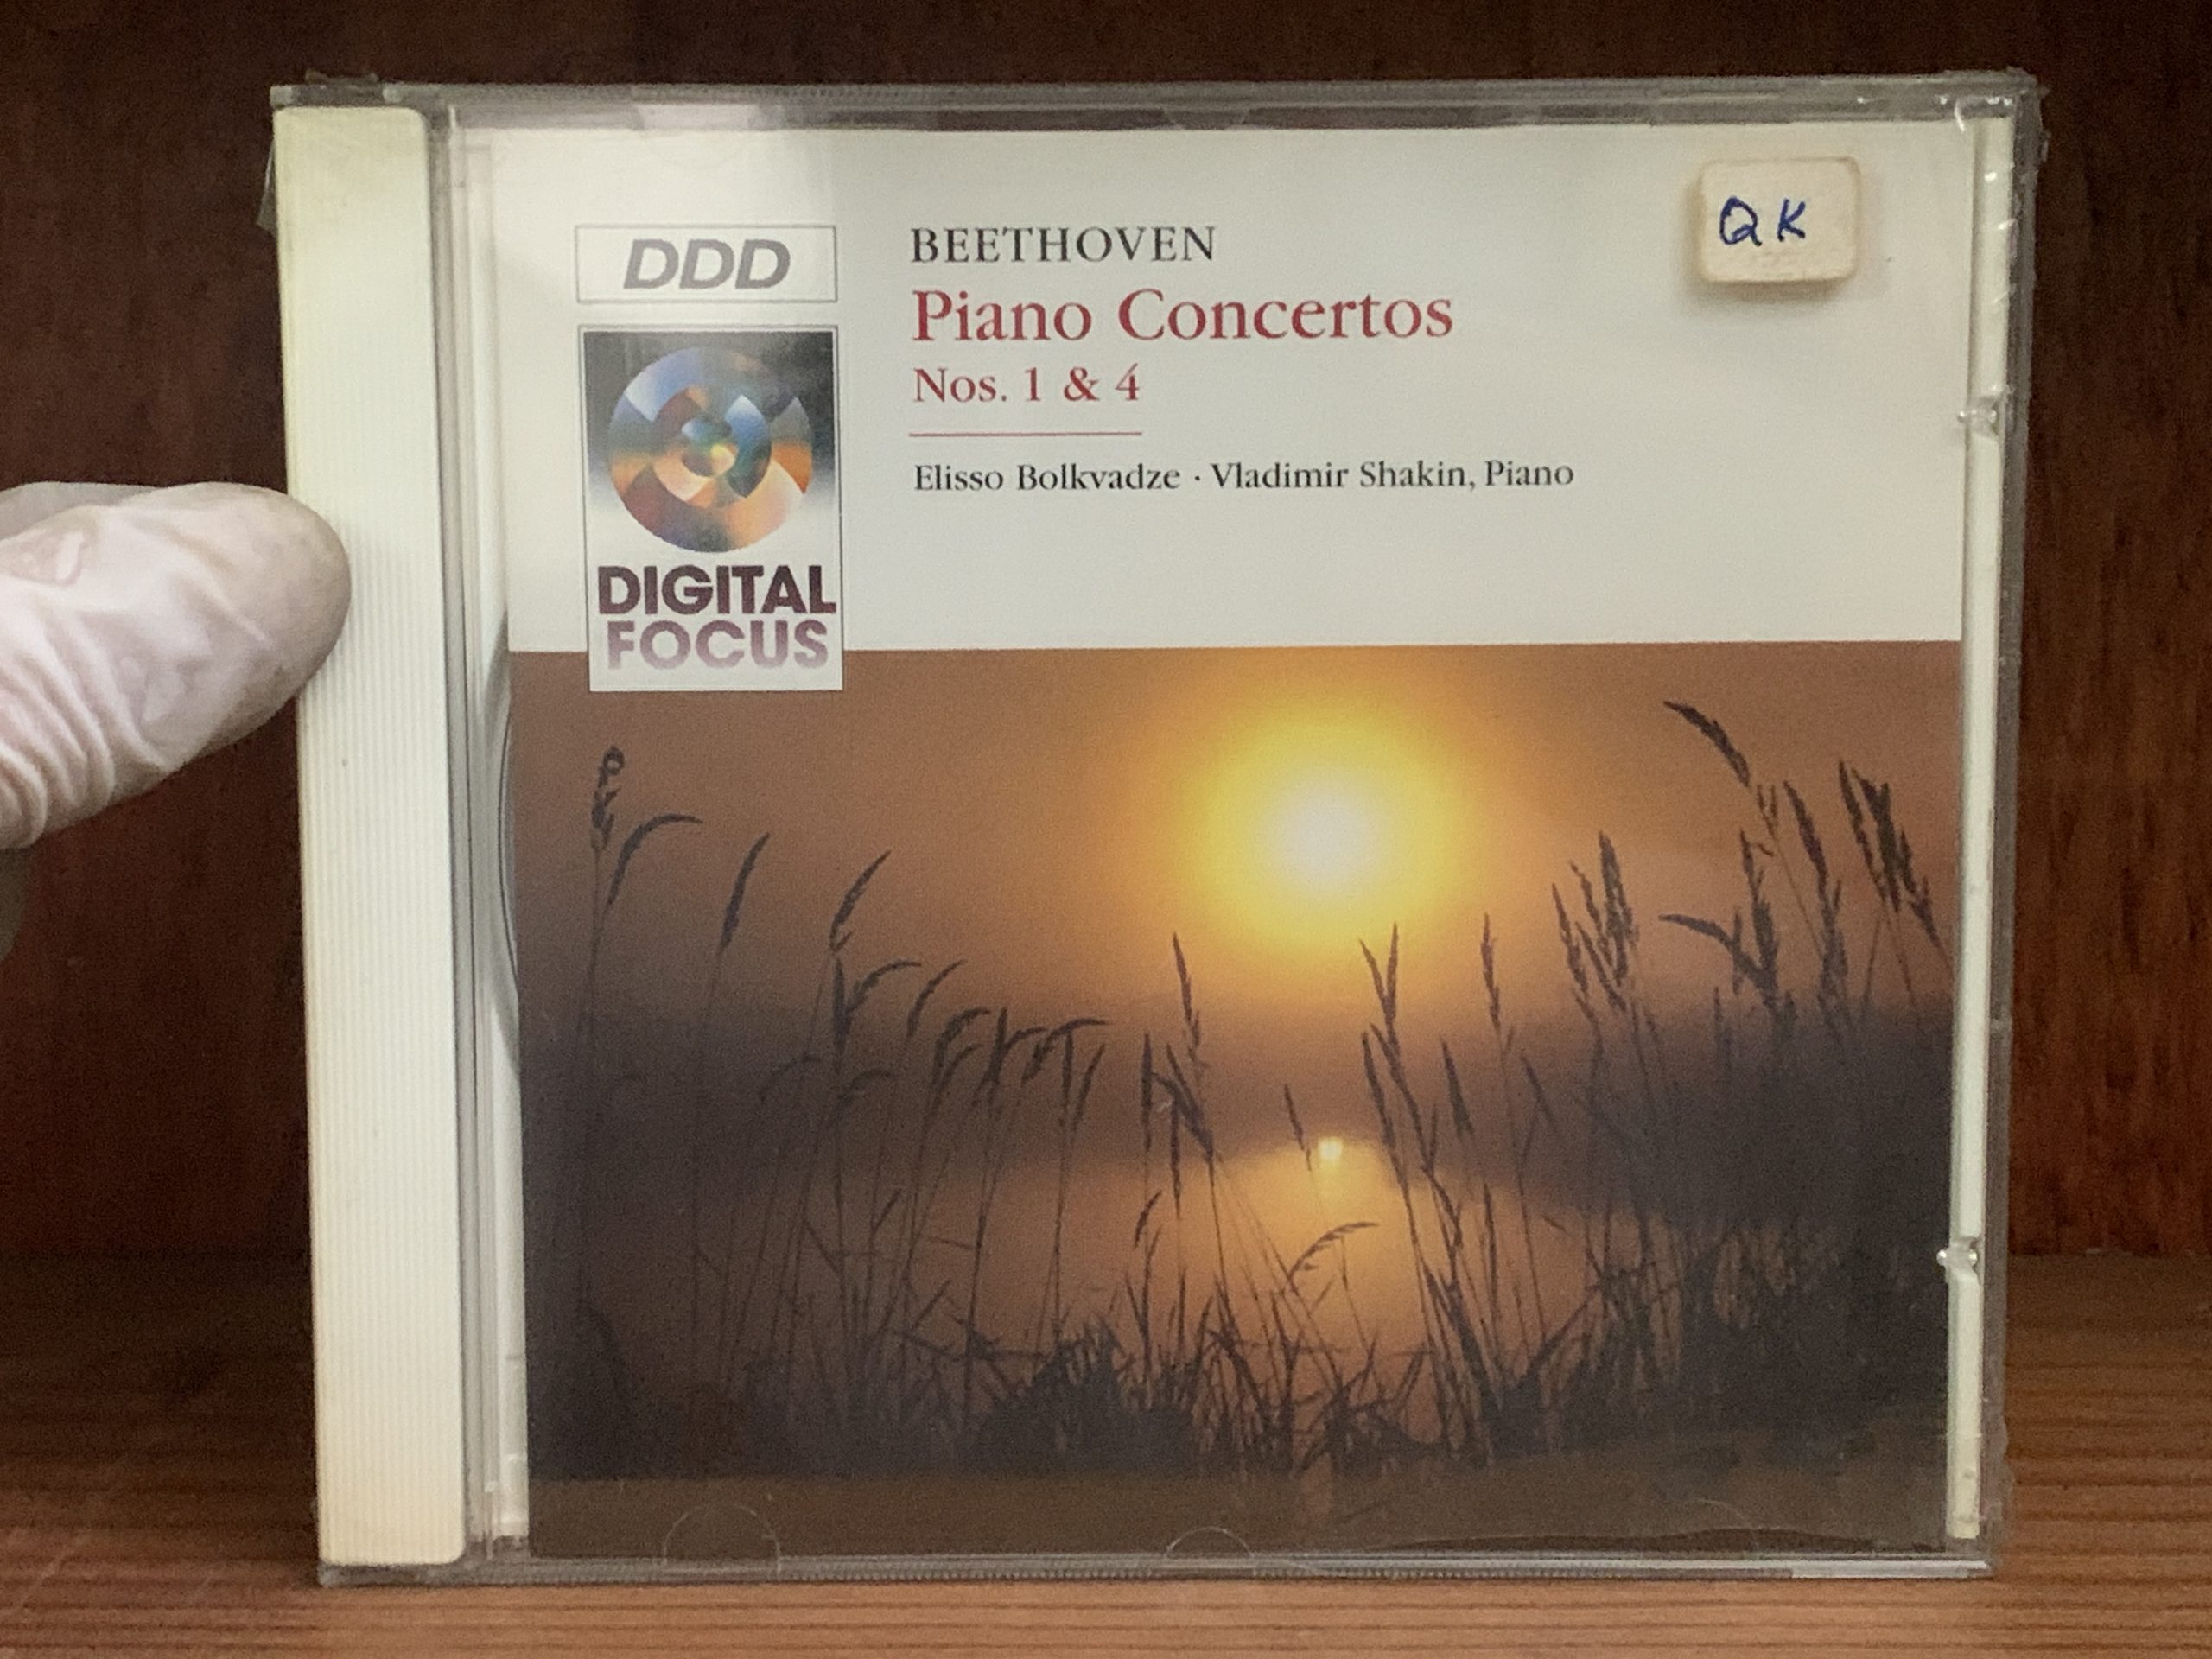 DDD
DIGITAL
FOCUS
BEETHOVEN
Piano Concertos
Nos. 1 & 4
Elisso Bolkvadze · Vladimir Shakin, Piano
QK